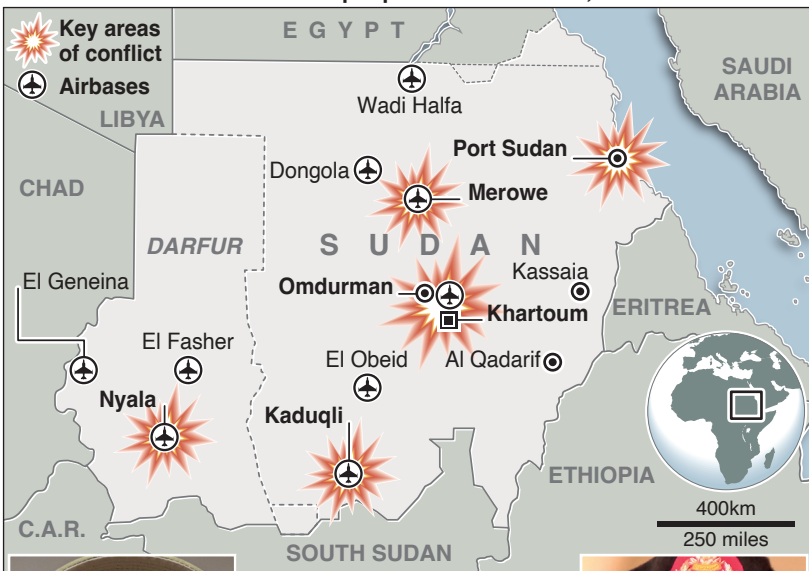 Key areas
of conflict
Airbases
EGYPT
SAUDI
ARABIA
LIBYA
Wadi Halfa
Port Sudan
Dongola
Merowe
CHAD
DARFUR
SUDAN
El Geneina
Omdurman
Kassaia
Khartoum
ERITREA
El Fasher
El Obeid
Al Qadarif
Nyala
Kaduqli
ETHIOPIA
400km
250 miles
C.A.R.
SOUTH SUDAN